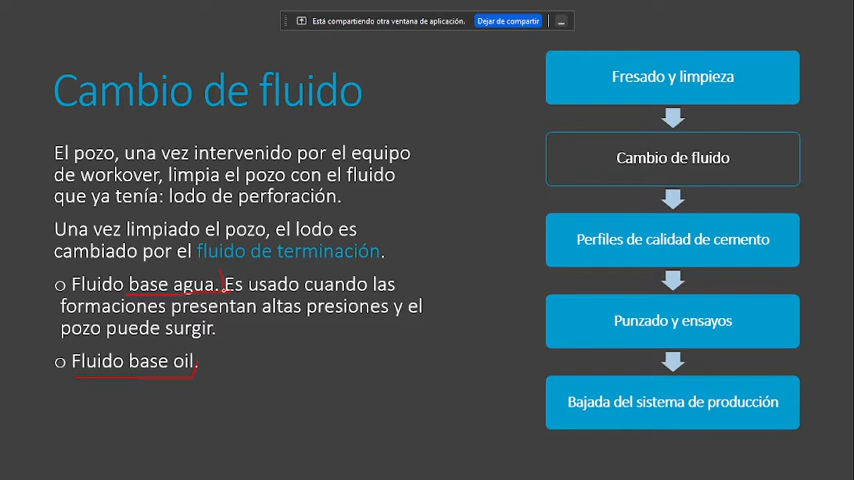 Está compartiendo otra ventana de aplicación. Dejar de compartir
Cambio de fluido
El pozo, una vez intervenido por el equipo
de workover, limpia el pozo con el fluido
que ya tenía: lodo de perforación.
Una vez limpiado el pozo, el lodo es
cambiado por el fluido de terminación.
o Fluido base agua. Es usado cuando las
formaciones presentan altas presiones y el
pozo puede surgir.
o Fluido base oil.
Fresado y limpieza
Cambio de fluido
Perfiles de calidad de cemento
Punzado y ensayos
Bajada del sistema de producción